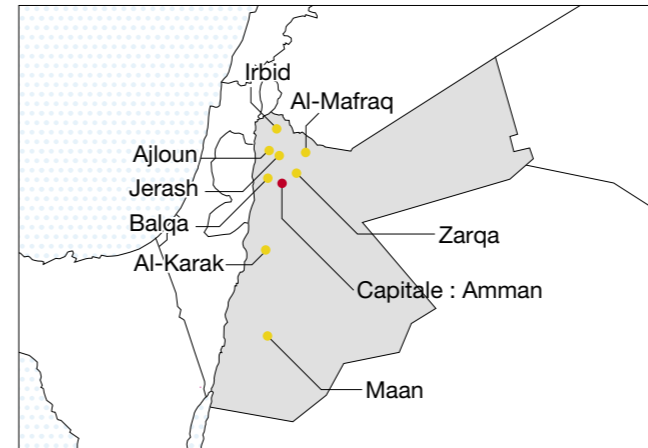 Irbid
Al-Mafraq
Ajloun
Jerash
Balqa
Zarqa
Al-Karak
Capitale : Amman
Maan